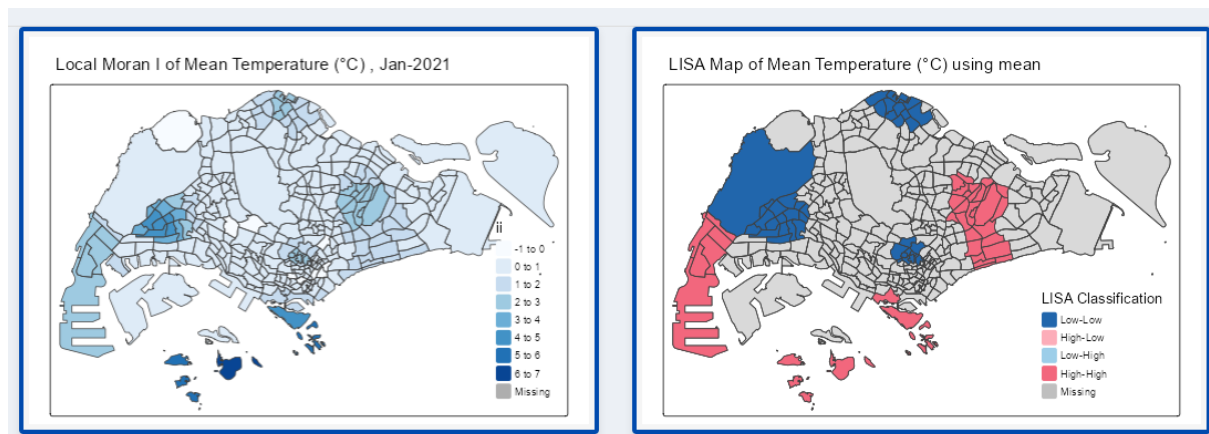 Local Moran I of Mean Temperature (°C) , Jan-2021
ii
-1 to 0
0 to 1
1 to 2
2 to 3
3 to 4
4 to 5
5 to 6
6 to 7
Missing
LISA Map of Mean Temperature (°C) using mean
LISA Classification
Low-Low
High-Low
Low-High
High-High
Missing